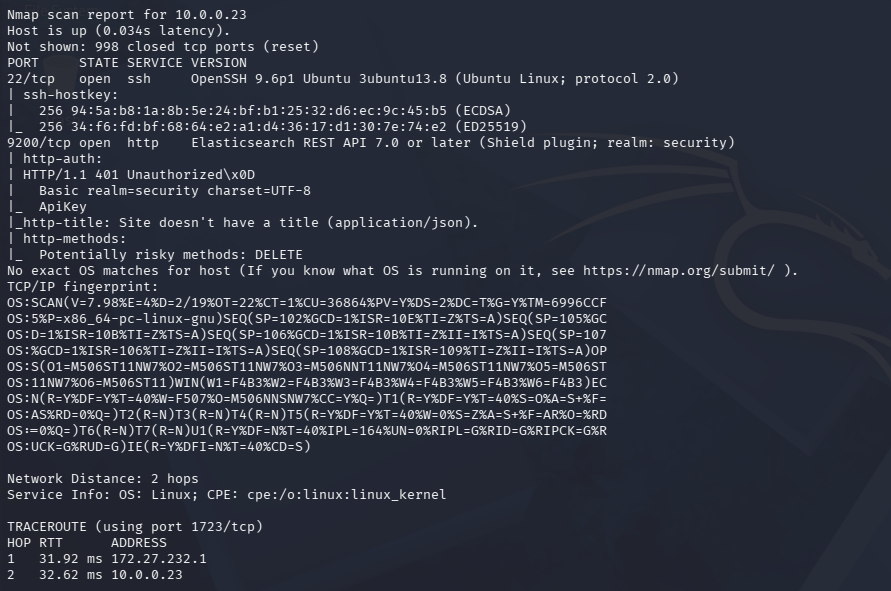 Nmap scan report for 10.0.0.23
Host is up (0.034s latency).
Not shown: 998 closed tcp ports (reset)
PORT     STATE SERVICE VERSION
22/tcp   open  ssh     OpenSSH 9.6p1 Ubuntu 3ubuntu13.8 (Ubuntu Linux; protocol 2.0)
| ssh-hostkey:
|   256 94:5a:b8:1a:8b:5e:24:bf:b1:25:32:d6:ec:9c:45:b5 (ECDSA)
|_  256 34:f6:fd:bf:68:64:e2:a1:d4:36:17:d1:30:7e:74:e2 (ED25519)
9200/tcp open  http    Elasticsearch REST API 7.0 or later (Shield plugin; realm: security)
| http-auth:
| HTTP/1.1 401 Unauthorized\x0D
|   Basic realm=security charset=UTF-8
|_  ApiKey
|_http-title: Site doesn't have a title (application/json).
| http-methods:
|_  Potentially risky methods: DELETE
No exact OS matches for host (If you know what OS is running on it, see https://nmap.org/submit/ ).
TCP/IP fingerprint:
OS:SCAN(V=7.98%E=4%D=2/19%OT=22%CT=1%CU=36864%PV=Y%DS=2%DC=T%G=Y%TM=6996CCF
OS:5%P=x86_64-pc-linux-gnu)SEQ(SP=102%GCD=1%ISR=10E%TI=Z%TS=A)SEQ(SP=105%GC
OS:D=1%ISR=10B%TI=Z%TS=A)SEQ(SP=106%GCD=1%ISR=10B%TI=Z%II=I%TS=A)SEQ(SP=107
OS:%GCD=1%ISR=106%TI=Z%II=I%TS=A)SEQ(SP=108%GCD=1%ISR=109%TI=Z%II=I%TS=A)OP
OS:S(O1=M506ST11NW7%O2=M506ST11NW7%O3=M506NNT11NW7%O4=M506ST11NW7%O5=M506ST
OS:11NW7%O6=M506ST11)WIN(W1=F4B3%W2=F4B3%W3=F4B3%W4=F4B3%W5=F4B3%W6=F4B3)EC
OS:N(R=Y%DF=Y%T=40%W=F507%O=M506NNSNW7%CC=Y%Q=)T1(R=Y%DF=Y%T=40%S=O%A=S+%F=
OS:AS%RD=0%Q=)T2(R=N)T3(R=N)T4(R=N)T5(R=Y%DF=Y%T=40%W=0%S=Z%A=S+%F=AR%O=%RD
OS:=0%Q=)T6(R=N)T7(R=N)U1(R=Y%DF=N%T=40%IPL=164%UN=0%RIPL=G%RID=G%RIPCK=G%R
OS:UCK=G%RUD=G)IE(R=Y%DFI=N%T=40%CD=S)
Network Distance: 2 hops
Service Info: OS: Linux; CPE: cpe:/o:linux:linux_kernel
TRACEROUTE (using port 1723/tcp)
HOP RTT      ADDRESS
1   31.92 ms 172.27.232.1
2   32.62 ms 10.0.0.23